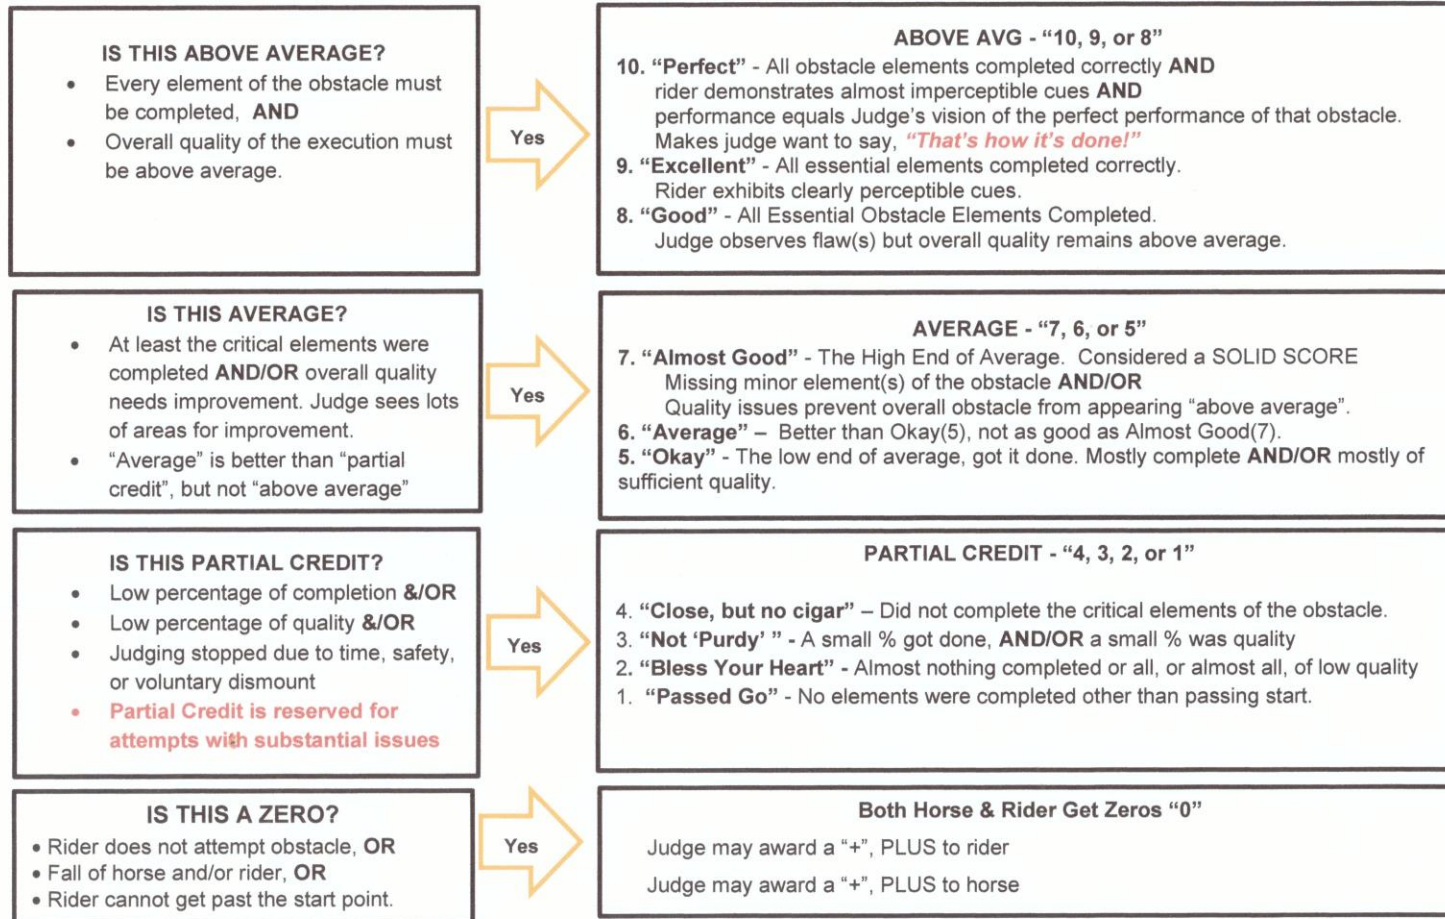 IS THIS ABOVE AVERAGE?
• Every element of the obstacle must
be completed, AND
• Overall quality of the execution must
be above average.
Yes
ABOVE AVG - “10, 9, or 8”
10. “Perfect” - All obstacle elements completed correctly AND
rider demonstrates almost imperceptible cues AND
performance equals Judge’s vision of the perfect performance of that obstacle.
Makes judge want to say, “That’s how it’s done!”
9. “Excellent” - All essential elements completed correctly.
Rider exhibits clearly perceptible cues.
8. “Good” - All Essential Obstacle Elements Completed.
Judge observes flaw(s) but overall quality remains above average.
IS THIS AVERAGE?
• At least the critical elements were
completed AND/OR overall quality
needs improvement. Judge sees lots
of areas for improvement.
• “Average” is better than “partial
credit”, but not “above average”
Yes
AVERAGE - “7, 6, or 5”
7. “Almost Good” - The High End of Average. Considered a SOLID SCORE
Missing minor element(s) of the obstacle AND/OR
Quality issues prevent overall obstacle from appearing “above average”.
6. “Average” – Better than Okay(5), not as good as Almost Good(7).
5. “Okay” - The low end of average, got it done. Mostly complete AND/OR mostly of
sufficient quality.
IS THIS PARTIAL CREDIT?
• Low percentage of completion &/OR
• Low percentage of quality &/OR
• Judging stopped due to time, safety,
or voluntary dismount
• Partial Credit is reserved for
attempts with substantial issues
Yes
PARTIAL CREDIT - “4, 3, 2, or 1”
4. “Close, but no cigar” – Did not complete the critical elements of the obstacle.
3. “Not ‘Purdy’ ” - A small % got done, AND/OR a small % was quality
2. “Bless Your Heart” - Almost nothing completed or all, or almost all, of low quality
1. “Passed Go” - No elements were completed other than passing start.
IS THIS A ZERO?
• Rider does not attempt obstacle, OR
• Fall of horse and/or rider, OR
• Rider cannot get past the start point.
Yes
Both Horse & Rider Get Zeros “0”
Judge may award a “+”, PLUS to rider
Judge may award a “+”, PLUS to horse